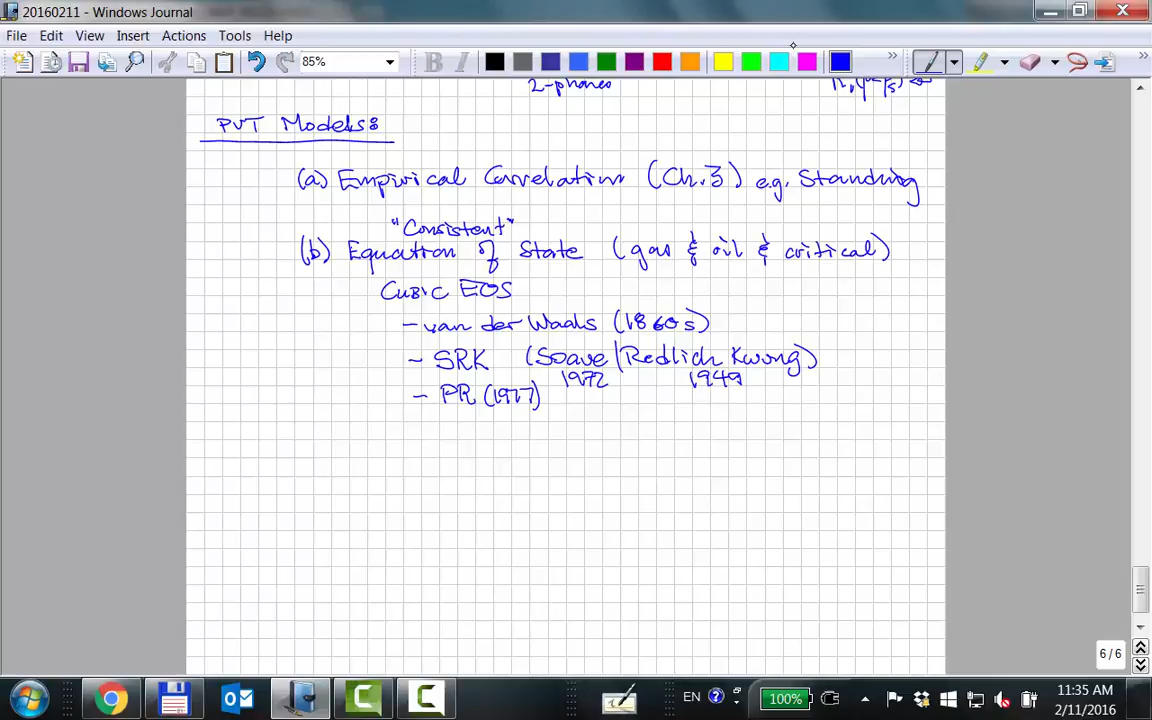 20160211 - Windows Journal
File Edit View Insert Actions Tools Help
85%
2-phases
PVT Models:
(a) Empirical Correlations (Ch.3) e.g. Standing
"Consistent"
(b) Equation of State (gas & oil & critical)
Cubic EOS
- van der Waals (1860s)
- SRK (Soave/Redlich Kwong)
1972 1949
- PR (1977)
6 / 6
EN 100% 11:35 AM
2/11/2016